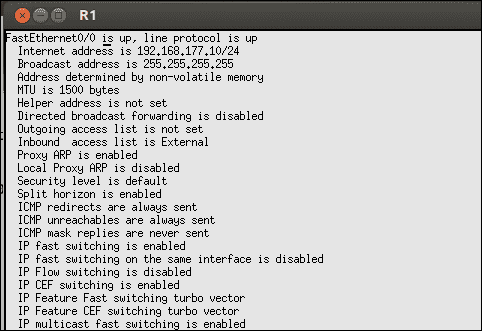 R1
FastEthernet0/0 is up, line protocol is up
Internet address is 192.168.177.10/24
Broadcast address is 255.255.255.255
Address determined by non-volatile memory
MTU is 1500 bytes
Helper address is not set
Directed broadcast forwarding is disabled
Outgoing access list is not set
Inbound  access list is External
Proxy ARP is enabled
Local Proxy ARP is disabled
Security level is default
Split horizon is enabled
ICMP redirects are always sent
ICMP unreachables are always sent
ICMP mask replies are never sent
IP fast switching is enabled
IP fast switching on the same interface is disabled
IP Flow switching is disabled
IP CEF switching is enabled
IP Feature Fast switching turbo vector
IP Feature CEF switching turbo vector
IP multicast fast switching is enabled